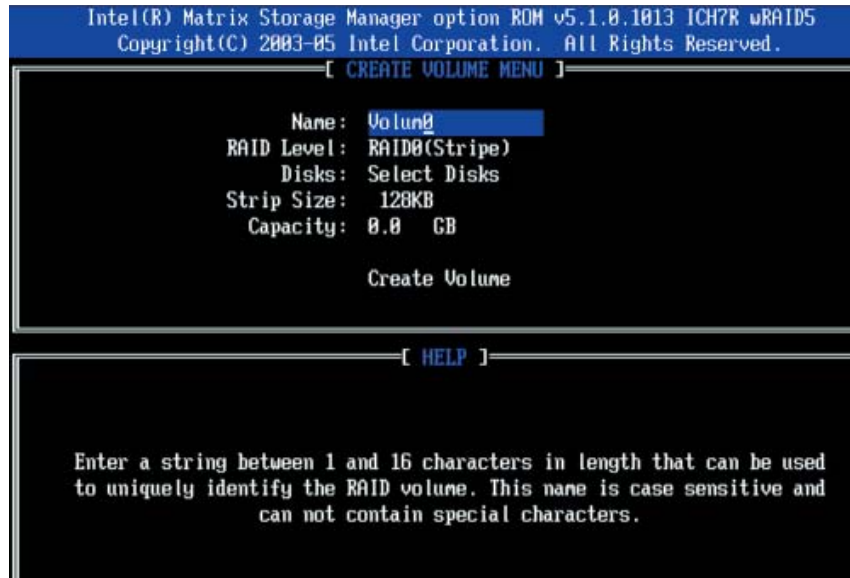 Intel(R) Matrix Storage Manager option ROM v5.1.0.1013 ICH7R wRAID5
Copyright(C) 2003-05 Intel Corporation. All Rights Reserved.
[ CREATE VOLUME MENU ]
Name: Volum0
RAID Level: RAID0(Stripe)
Disks: Select Disks
Strip Size: 128KB
Capacity: 0.0 GB
Create Volume
[ HELP ]
Enter a string between 1 and 16 characters in length that can be used
to uniquely identify the RAID volume. This name is case sensitive and
can not contain special characters.